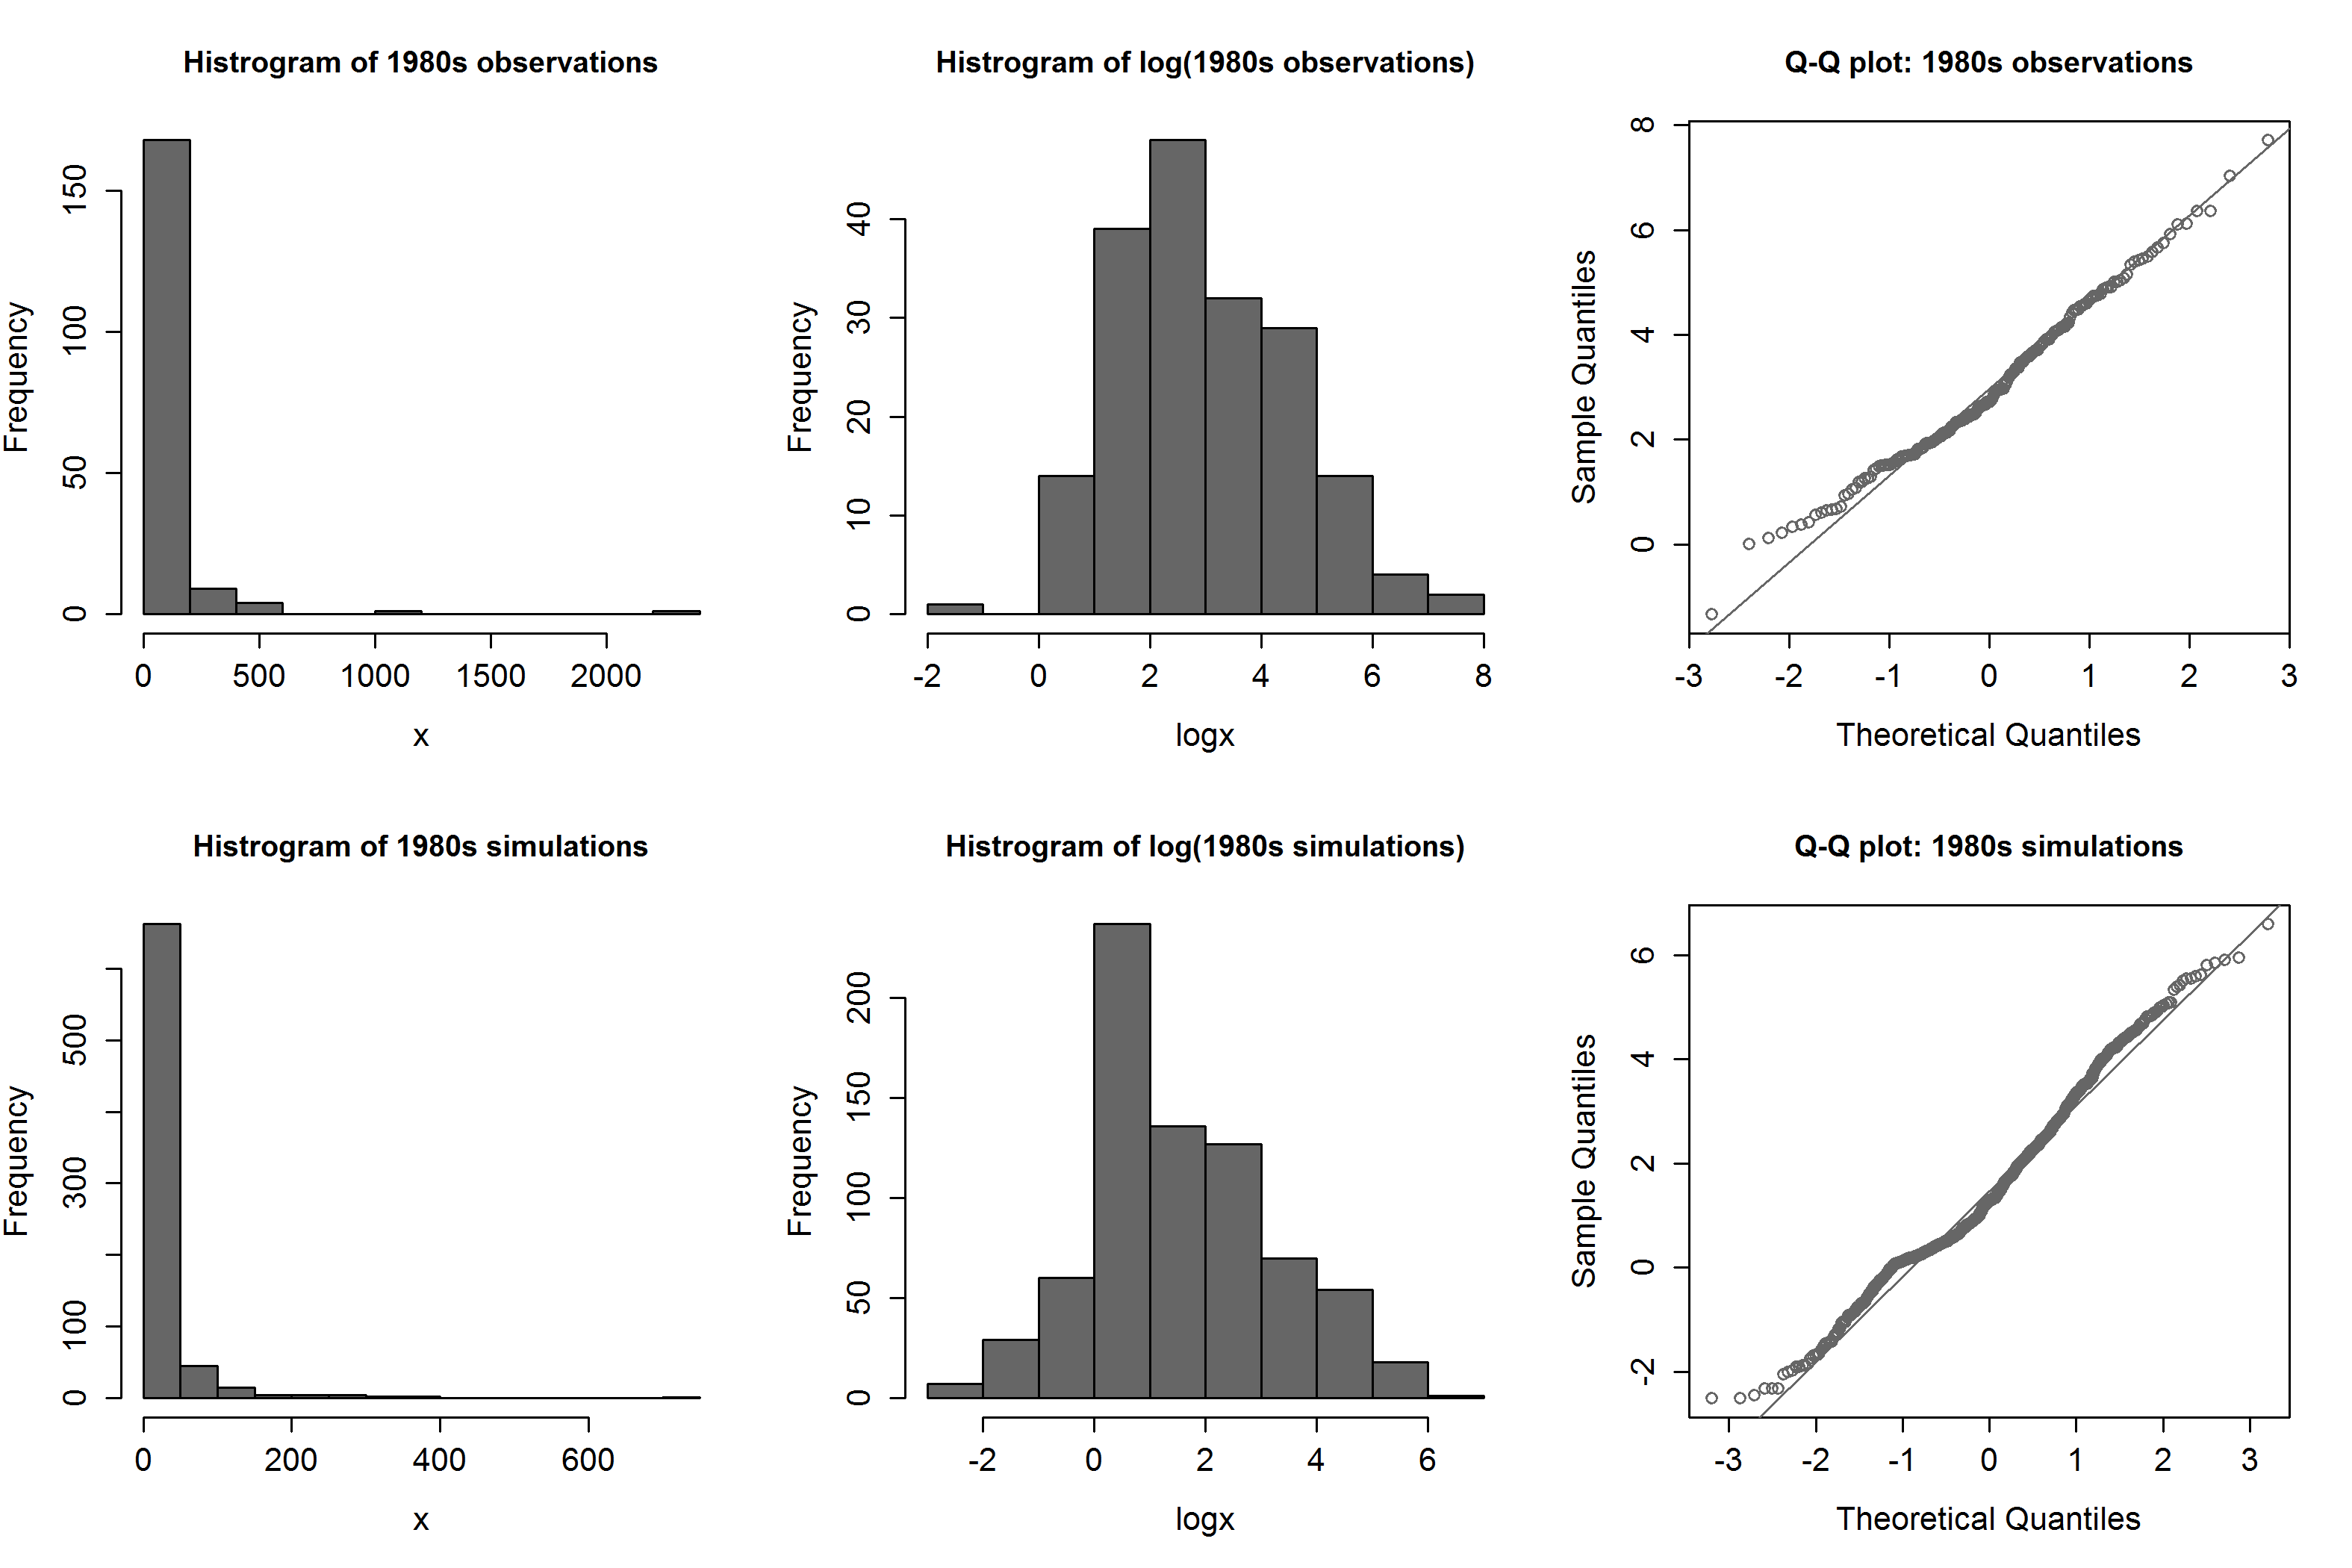 Histrogram of 1980s observations
Frequency
0 50 100 150
0 500 1000 1500 2000
x
Histrogram of log(1980s observations)
Frequency
0 10 20 30 40
-2 0 2 4 6 8
logx
Q-Q plot: 1980s observations
Sample Quantiles
0 2 4 6 8
-3 -2 -1 0 1 2 3
Theoretical Quantiles
Histrogram of 1980s simulations
Frequency
0 100 300 500
0 200 400 600
x
Histrogram of log(1980s simulations)
Frequency
0 50 100 150 200
-2 0 2 4 6
logx
Q-Q plot: 1980s simulations
Sample Quantiles
-2 0 2 4 6
-3 -2 -1 0 1 2 3
Theoretical Quantiles